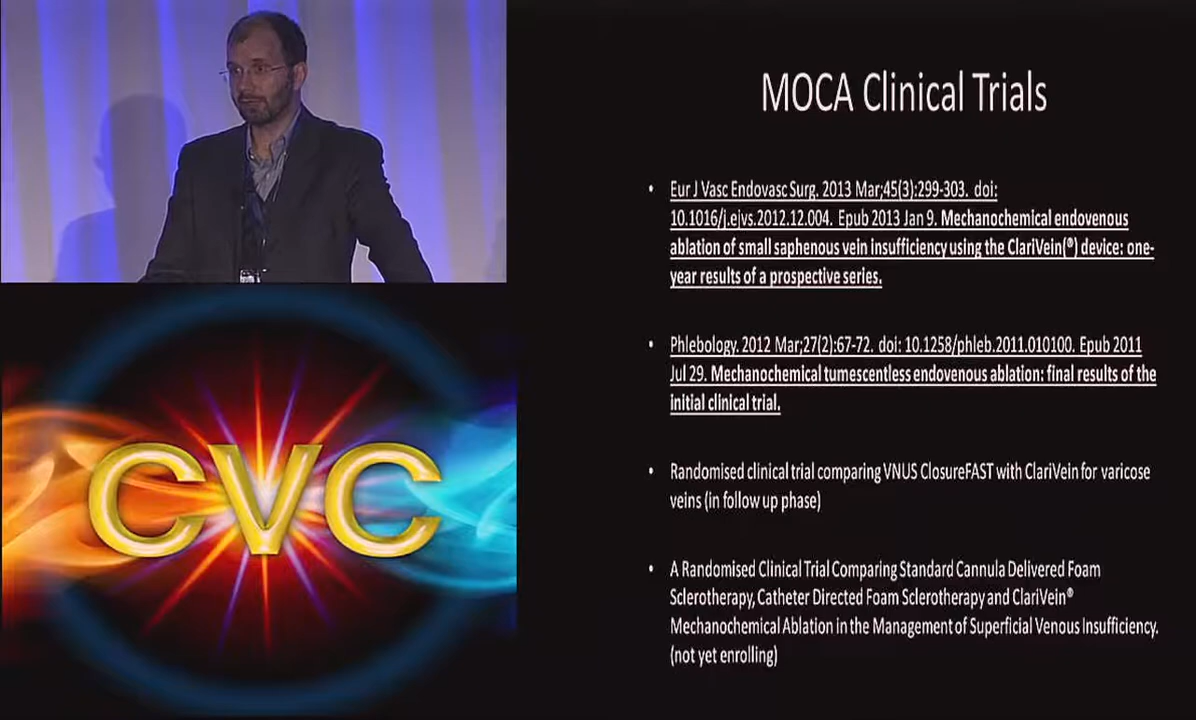 MOCA Clinical Trials
• Eur J Vasc Endovasc Surg. 2013 Mar;45(3):299-303. doi:
10.1016/j.ejvs.2012.12.004. Epub 2013 Jan 9. Mechanochemical endovenous
ablation of small saphenous vein insufficiency using the ClariVein(®) device: one-
year results of a prospective series.
• Phlebology. 2012 Mar;27(2):67-72. doi: 10.1258/phleb.2011.010100. Epub 2011
Jul 29. Mechanochemical tumescentless endovenous ablation: final results of the
initial clinical trial.
• Randomised clinical trial comparing VNUS ClosureFAST with ClariVein for varicose
veins (in follow up phase)
• A Randomised Clinical Trial Comparing Standard Cannula Delivered Foam
Sclerotherapy, Catheter Directed Foam Sclerotherapy and ClariVein®
Mechanochemical Ablation in the Management of Superficial Venous Insufficiency.
(not yet enrolling)
CVC